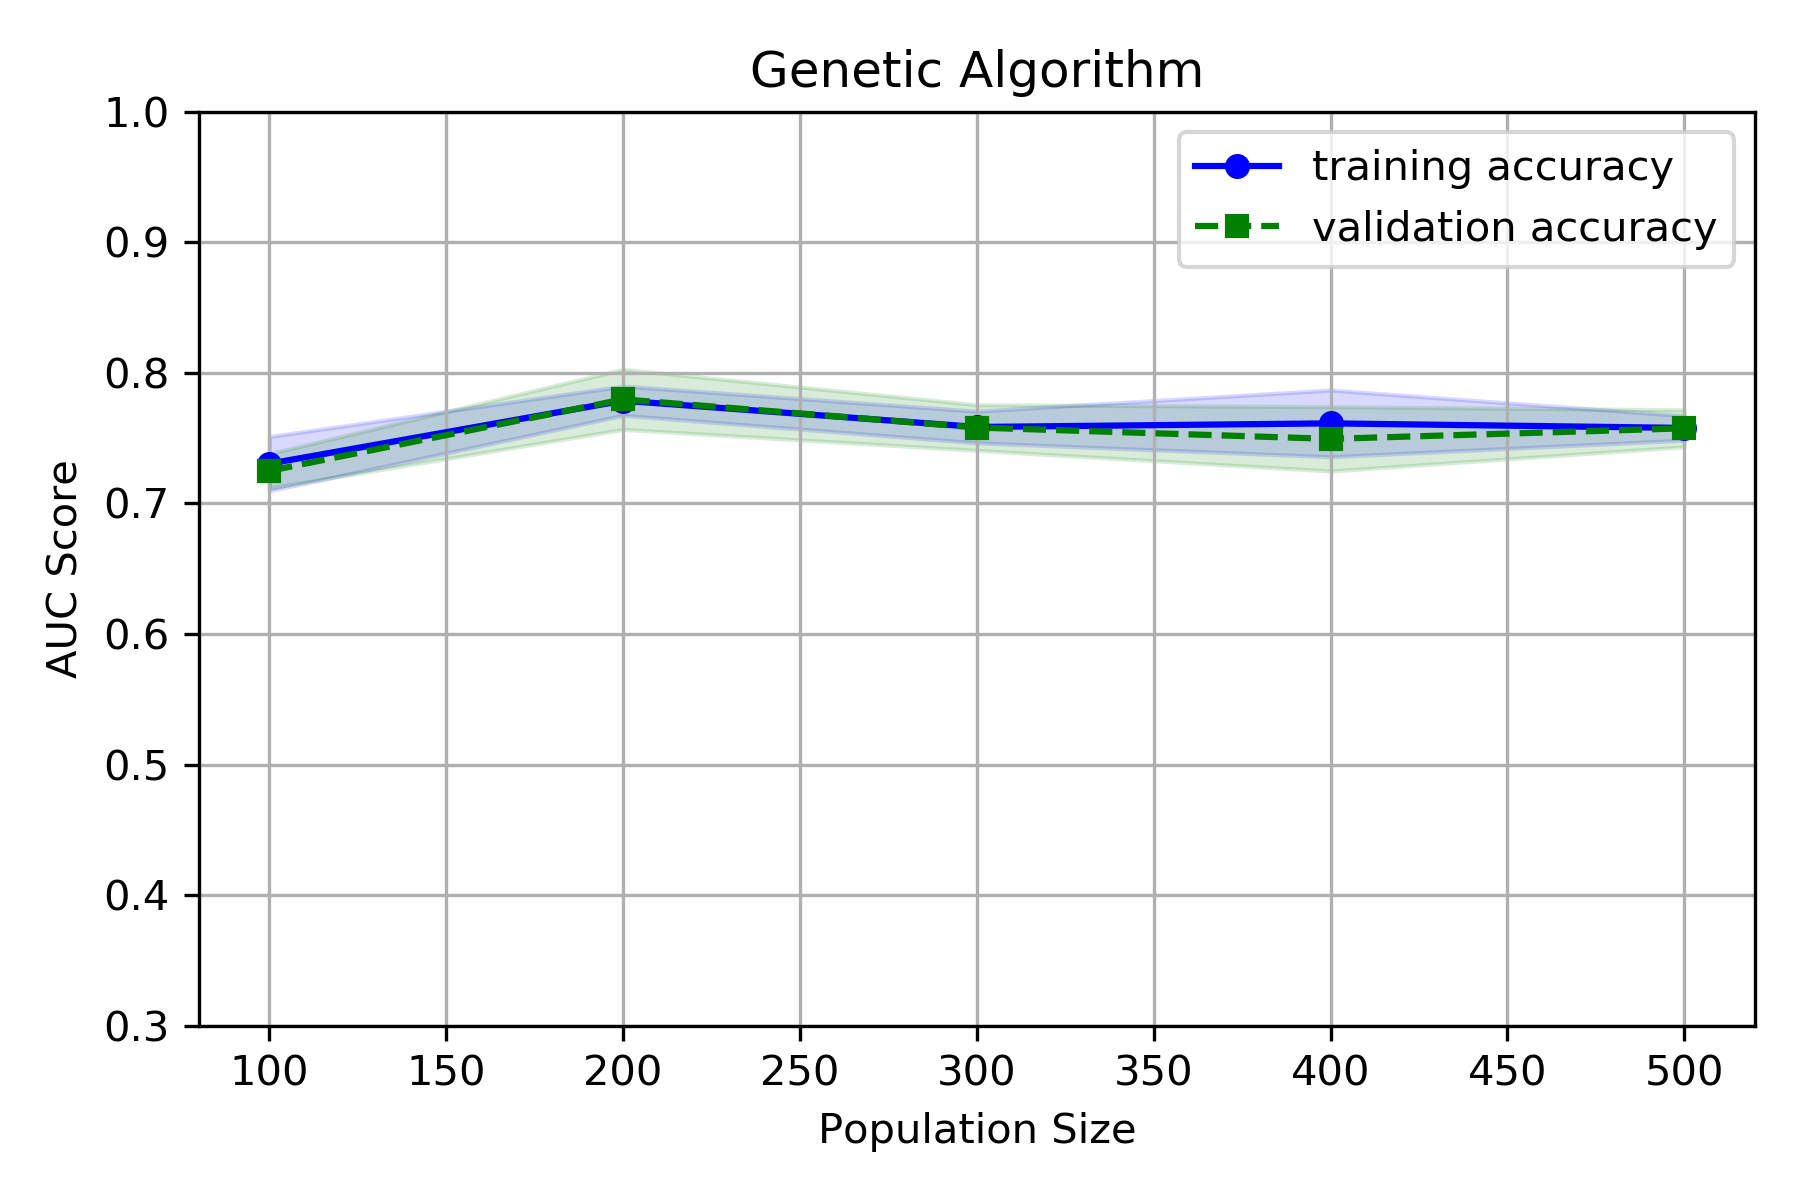 Genetic Algorithm
1.0
0.9
0.8
0.7
0.6
0.5
0.4
0.3
AUC Score
training accuracy
validation accuracy
100 150 200 250 300 350 400 450 500
Population Size